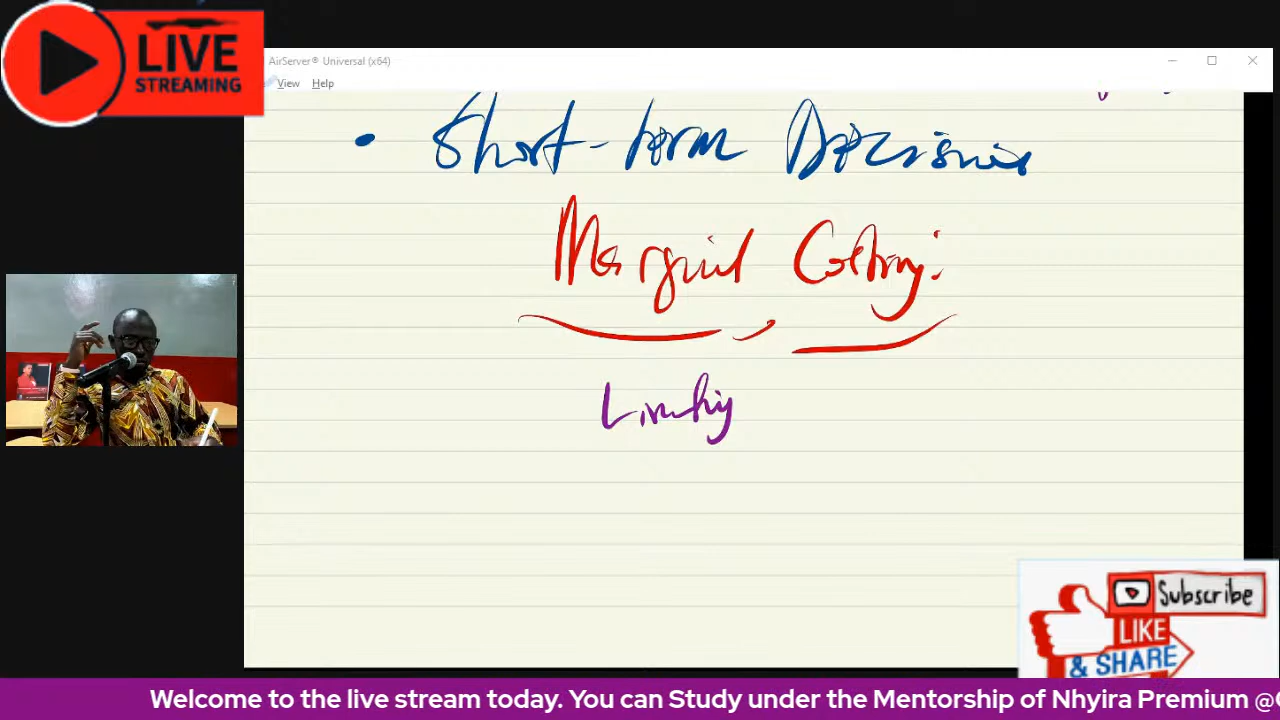 LIVE
STREAMING
AirServer® Universal (x64)
View Help
• Short-term Decisions
Marginal Costing:
Limiting
Subscribe
LIKE
& SHARE
Welcome to the live stream today. You can Study under the Mentorship of Nhyira Premium @